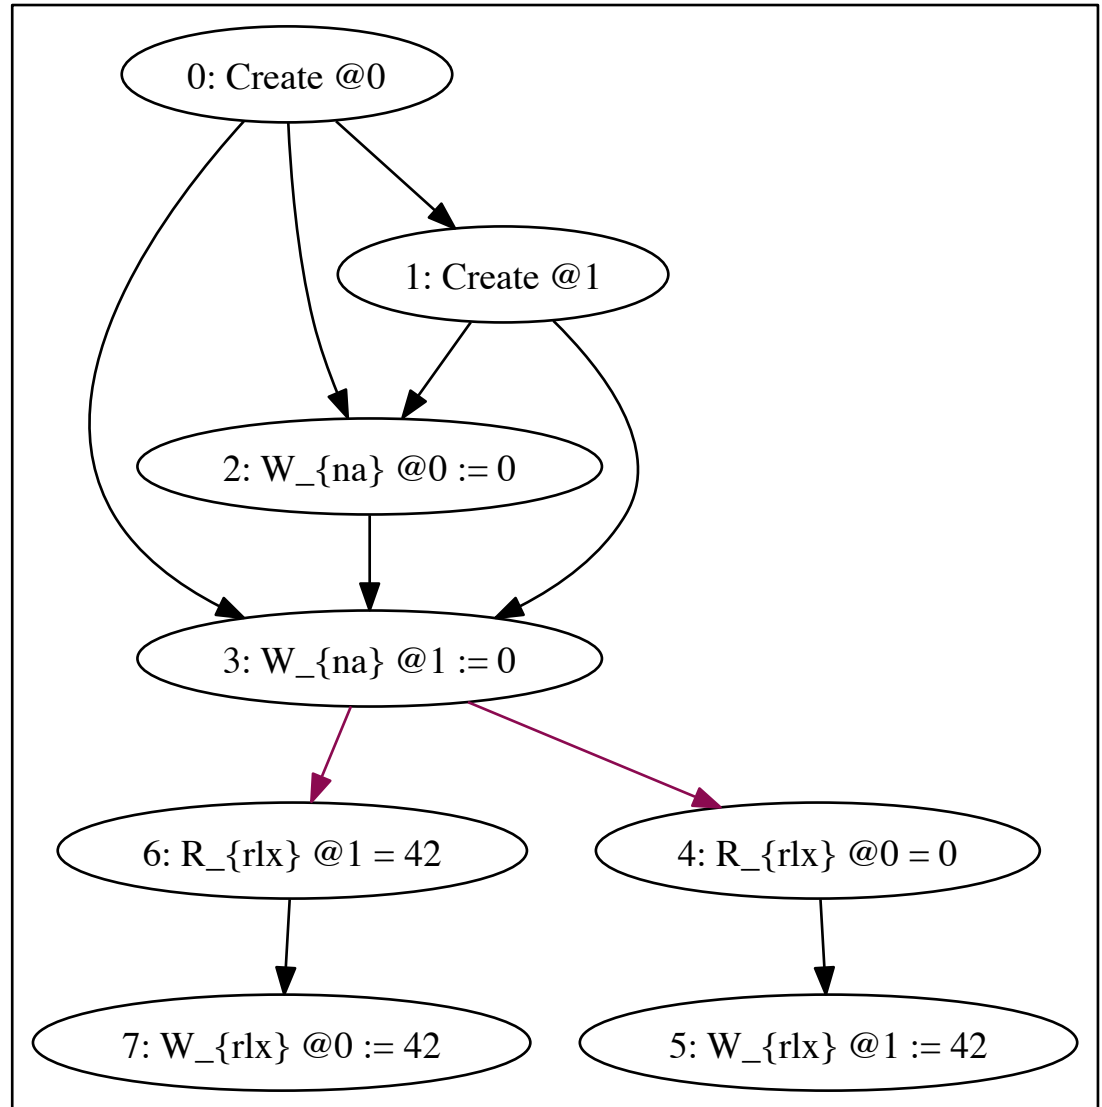 0: Create @0
1: Create @1
2: W_{na} @0 := 0
3: W_{na} @1 := 0
6: R_{rlx} @1 = 42
4: R_{rlx} @0 = 0
7: W_{rlx} @0 := 42
5: W_{rlx} @1 := 42